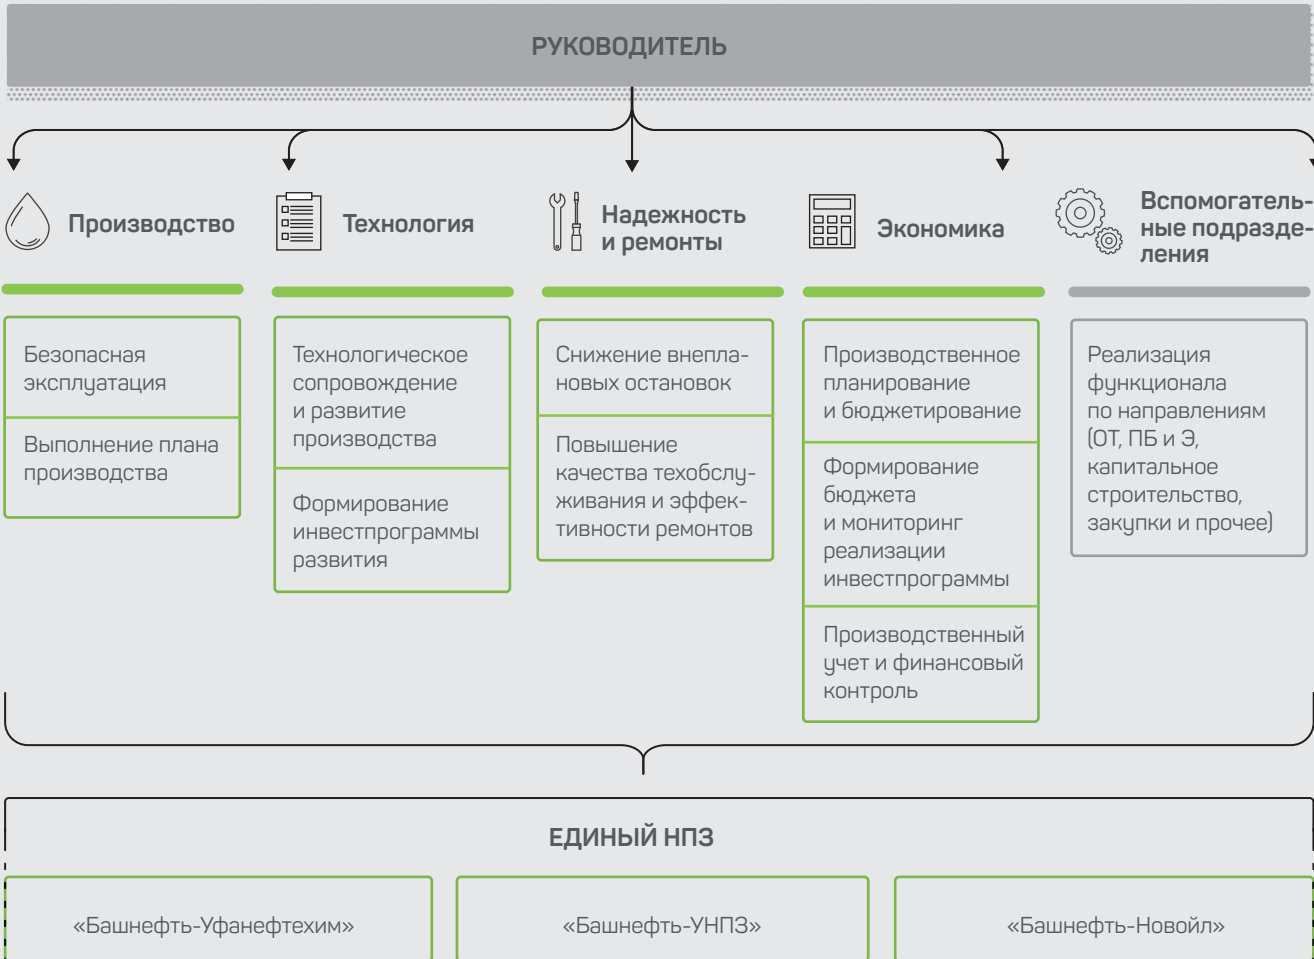 РУКОВОДИТЕЛЬ
Производство
Технология
Надежность
и ремонты
Экономика
Вспомогатель-
ные подразде-
ления
Безопасная
эксплуатация
Выполнение плана
производства
Технологическое
сопровождение
и развитие
производства
Формирование
инвестпрограммы
развития
Снижение внепла-
новых остановок
Повышение
качества техобслу-
живания и эффек-
тивности ремонтов
Производственное
планирование
и бюджетирование
Формирование
бюджета
и мониторинг
реализации
инвестпрограммы
Производственный
учет и финансовый
контроль
Реализация
функционала
по направлениям
(ОТ, ПБ и Э,
капитальное
строительство,
закупки и прочее)
ЕДИНЫЙ НПЗ
«Башнефть-Уфанефтехим»
«Башнефть-УНПЗ»
«Башнефть-Новойл»